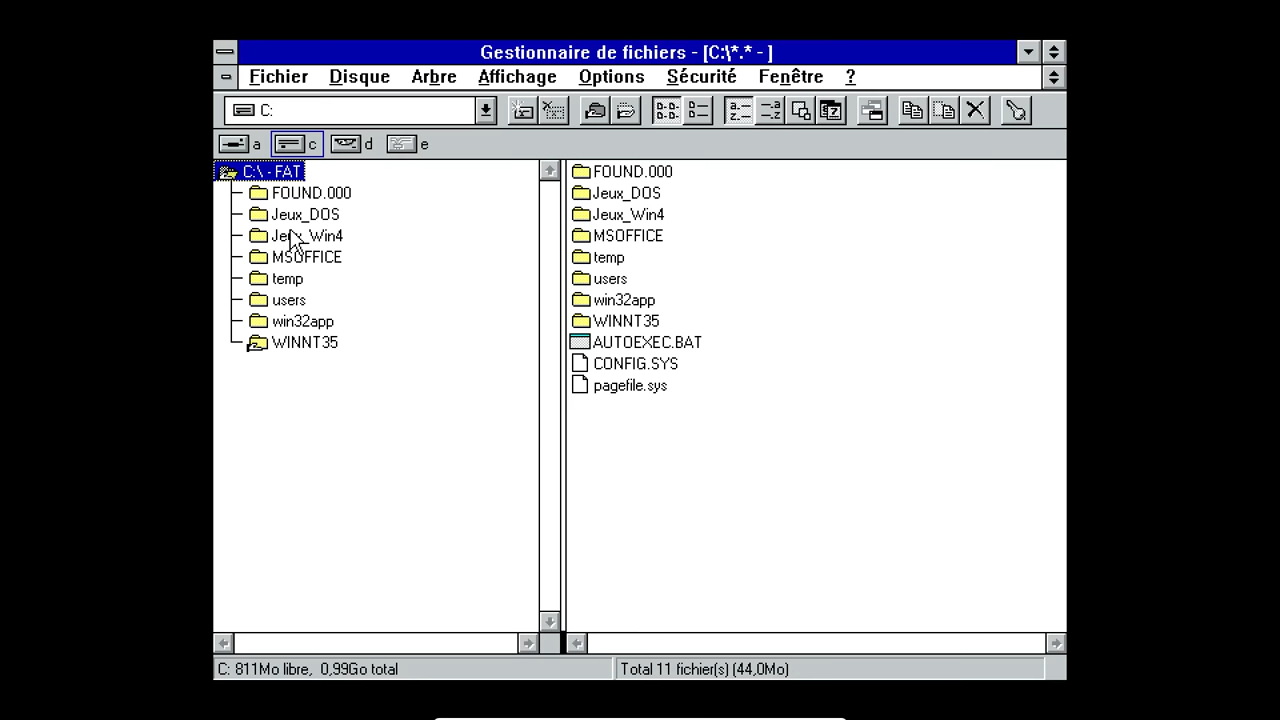 Gestionnaire de fichiers - [C:\*.* - ]
Fichier Disque Arbre Affichage Options Sécurité Fenêtre ?
C:
a c d e
C:\ - FAT
FOUND.000
Jeux_DOS
Jeux_Win4
MSOFFICE
temp
users
win32app
WINNT35
FOUND.000
Jeux_DOS
Jeux_Win4
MSOFFICE
temp
users
win32app
WINNT35
AUTOEXEC.BAT
CONFIG.SYS
pagefile.sys
C: 811Mo libre, 0,99Go total
Total 11 fichier(s) (44,0Mo)